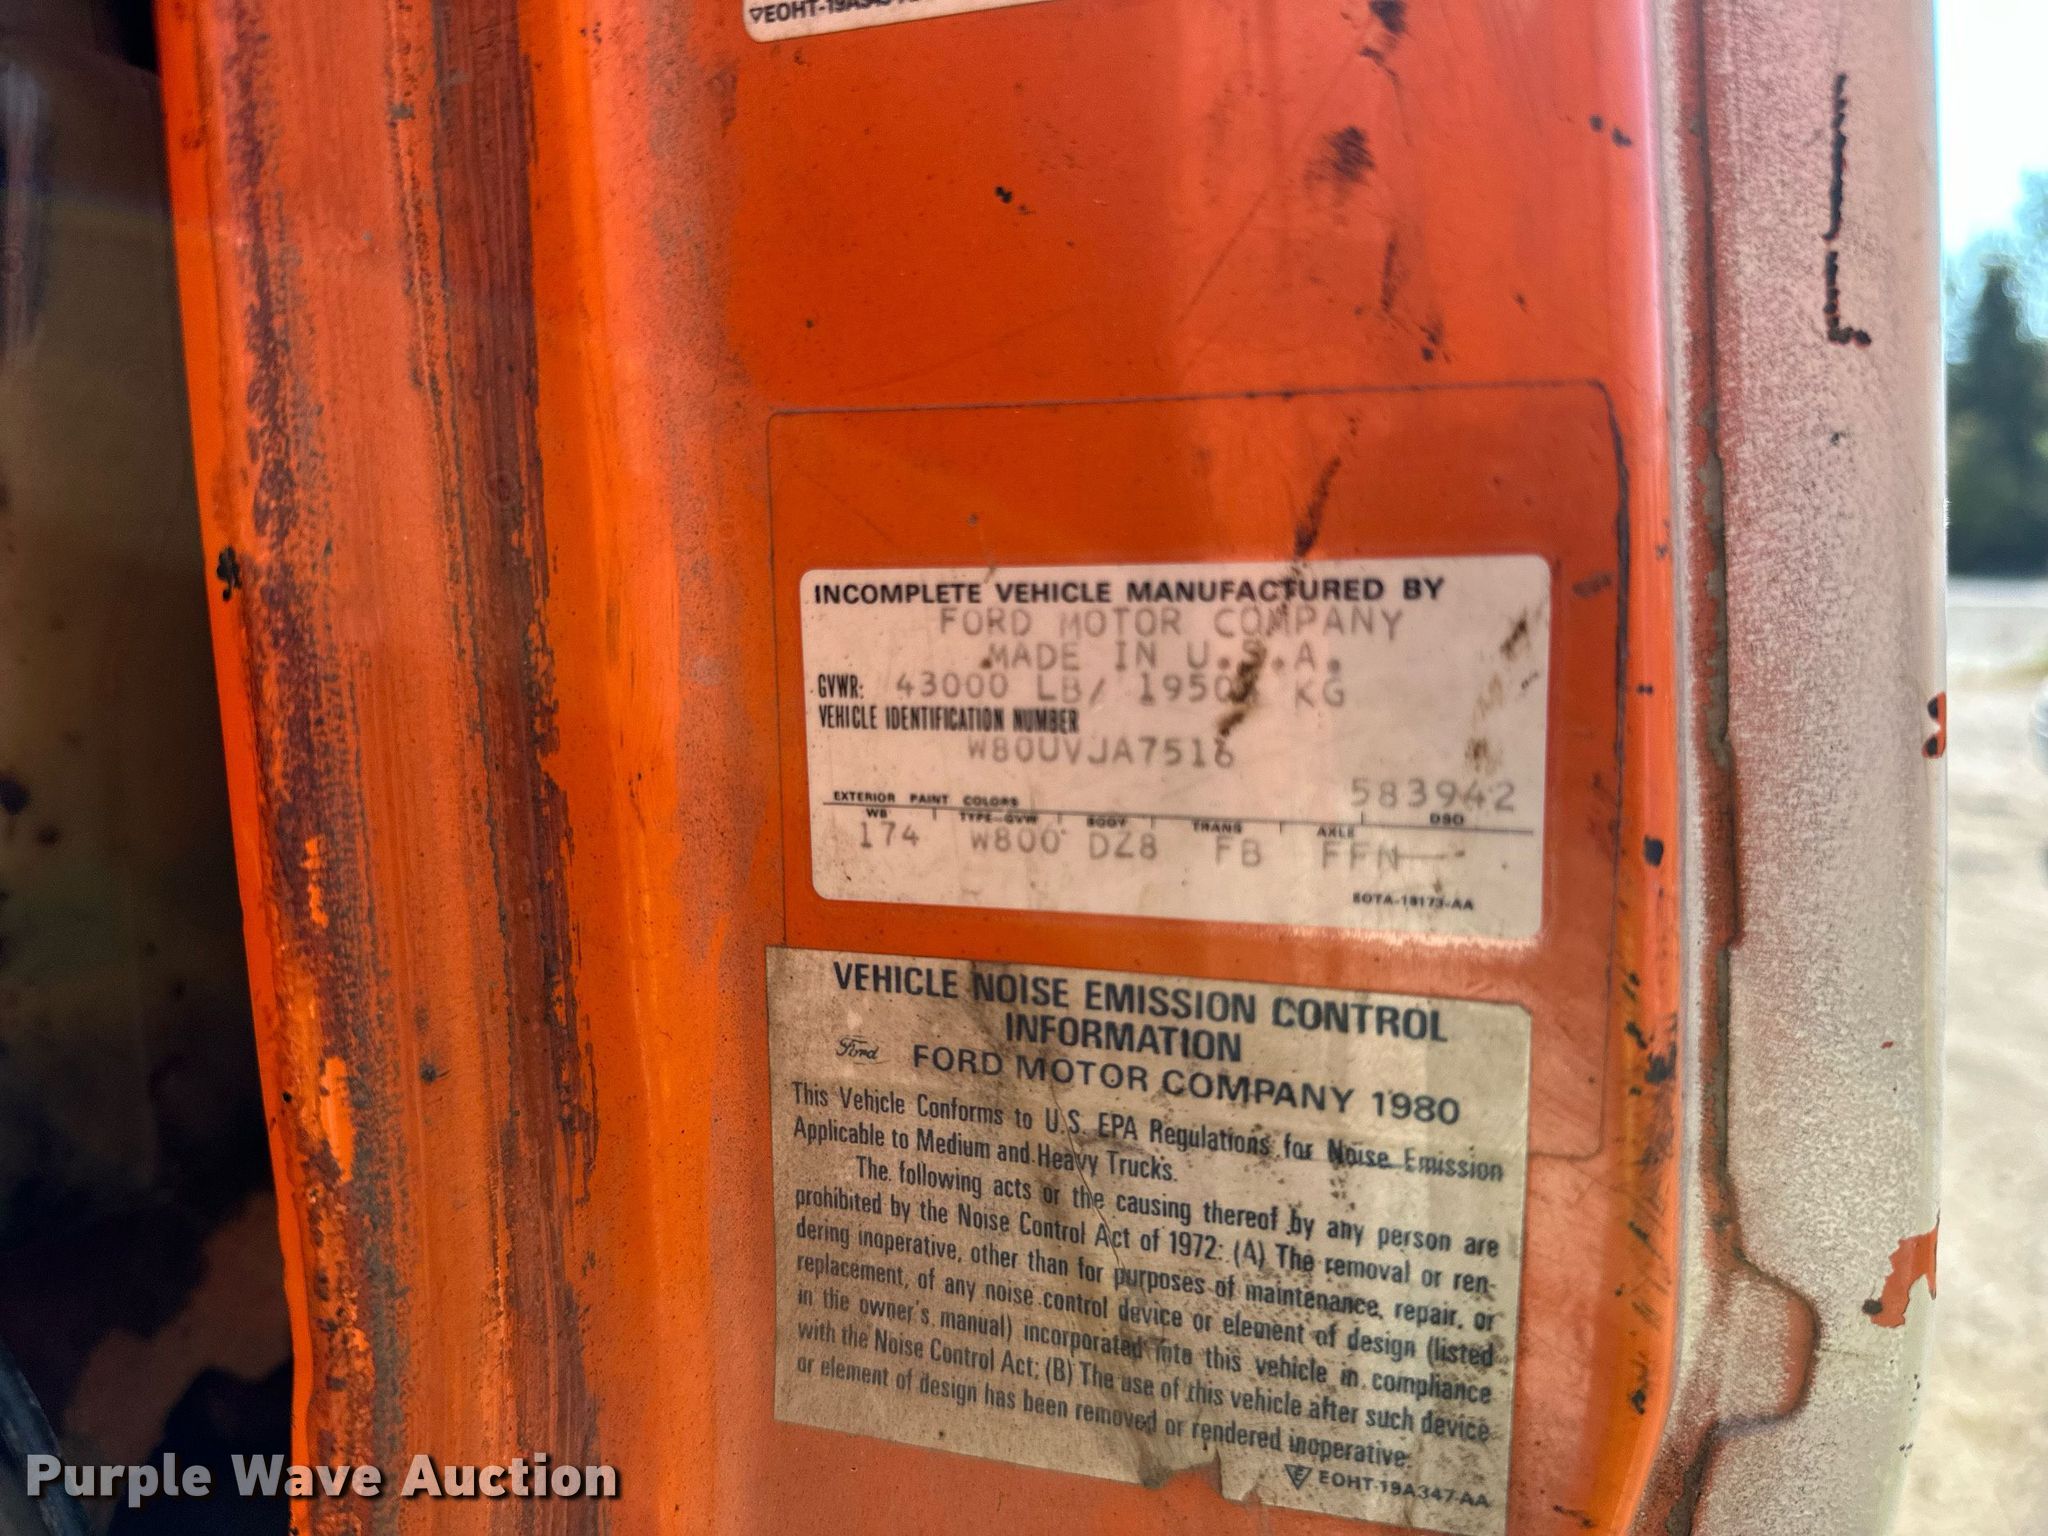 ▽EOHT-19A343
INCOMPLETE VEHICLE MANUFACTURED BY
FORD MOTOR COMPANY
MADE IN U.S.A.
GVWR: 43000 LB/ 1950 KG
VEHICLE IDENTIFICATION NUMBER
W80UVJA7516
583942
EXTERIOR PAINT COLORS DSO
WB TYPE-GVW BODY TRANS AXLE
174 W800 DZ8 FB FFN
EOTA-19173-AA
VEHICLE NOISE EMISSION CONTROL
INFORMATION
Ford FORD MOTOR COMPANY 1980
This Vehicle Conforms to U.S. EPA Regulations for Noise Emission
Applicable to Medium and Heavy Trucks.
The following acts or the causing thereof by any person are
prohibited by the Noise Control Act of 1972: (A) The removal or ren-
dering inoperative, other than for purposes of maintenance, repair, or
replacement, of any noise control device or element of design (listed
in the owner's manual) incorporated into this vehicle in compliance
with the Noise Control Act; (B) The use of this vehicle after such device
or element of design has been removed or rendered inoperative.
EOHT-19A347-AA
Purple Wave Auction